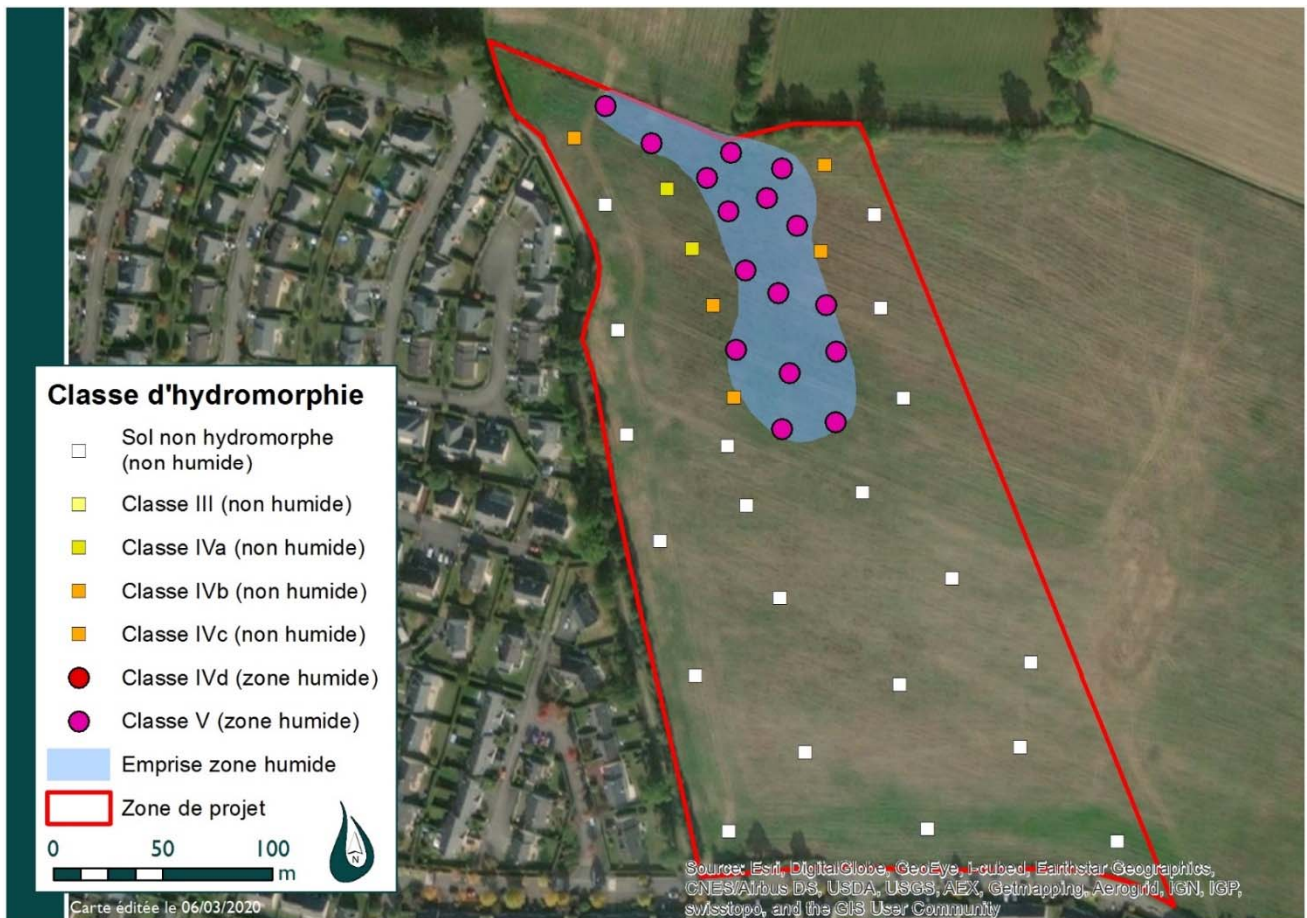 Classe d'hydromorphie
Sol non hydromorphe
(non humide)
Classe III (non humide)
Classe IVa (non humide)
Classe IVb (non humide)
Classe IVc (non humide)
Classe IVd (zone humide)
Classe V (zone humide)
Emprise zone humide
Zone de projet
0 50 100
m
N
Carte éditée le 06/03/2020
Source: Esri, DigitalGlobe, GeoEye, i-cubed, Earthstar Geographics,
CNES/Airbus DS, USDA, USGS, AEX, Getmapping, Aerogrid, IGN, IGP,
swisstopo, and the GIS User Community